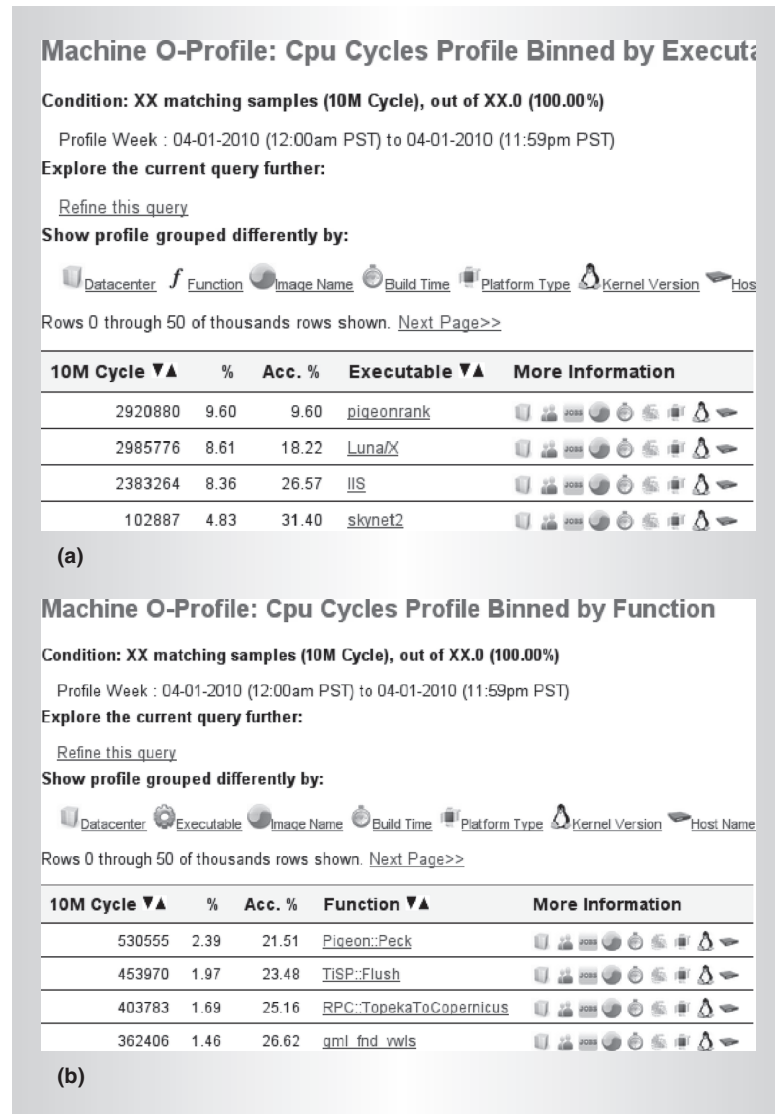 Machine O-Profile: Cpu Cycles Profile Binned by Executa
Condition: XX matching samples (10M Cycle), out of XX.0 (100.00%)
Profile Week : 04-01-2010 (12:00am PST) to 04-01-2010 (11:59pm PST)
Explore the current query further:
Refine this query
Show profile grouped differently by:
Datacenter f Function Image Name Build Time Platform Type Kernel Version Hos
Rows 0 through 50 of thousands rows shown. Next Page>>
10M Cycle ▼▲ % Acc. % Executable ▼▲ More Information
2920880 9.60 9.60 pigeonrank JOBS
2985776 8.61 18.22 Luna/X JOBS
2383264 8.36 26.57 IIS JOBS
102887 4.83 31.40 skynet2 JOBS
(a)
Machine O-Profile: Cpu Cycles Profile Binned by Function
Condition: XX matching samples (10M Cycle), out of XX.0 (100.00%)
Profile Week : 04-01-2010 (12:00am PST) to 04-01-2010 (11:59pm PST)
Explore the current query further:
Refine this query
Show profile grouped differently by:
Datacenter Executable Image Name Build Time Platform Type Kernel Version Host Name
Rows 0 through 50 of thousands rows shown. Next Page>>
10M Cycle ▼▲ % Acc. % Function ▼▲ More Information
530555 2.39 21.51 Pigeon::Peck JOBS
453970 1.97 23.48 TiSP::Flush JOBS
403783 1.69 25.16 RPC::TopekaToCopernicus JOBS
362406 1.46 26.62 gml_fnd_vwls JOBS
(b)